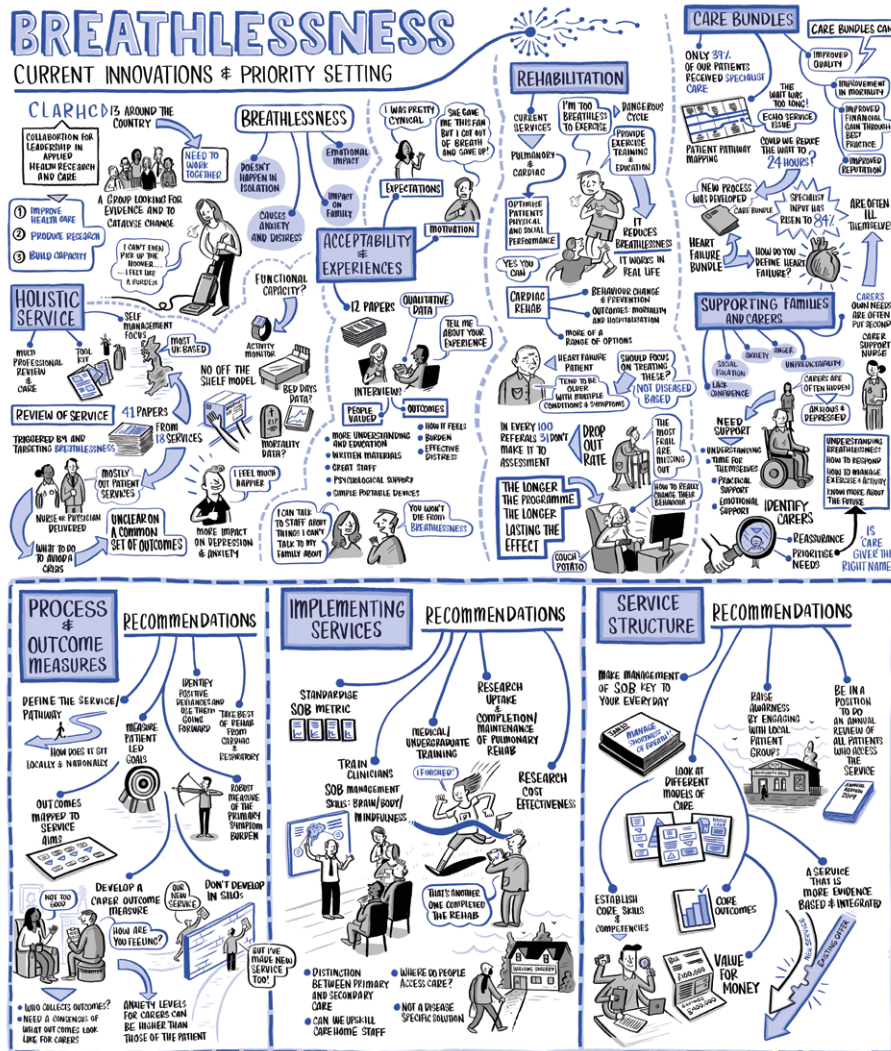 BREATHLESSNESS
CURRENT INNOVATIONS & PRIORITY SETTING
CLARHCD
13 AROUND THE
COUNTRY
COLLABORTION FOR
LEADERSHIP IN
APPLIED
HEALTH RESEARCH
AND CARE
NEED TO
WORK
TOGETHER
A GROUP LOOKING FOR
EVIDENCE AND TO
CATALYSE CHANGE
1 IMPROVE
HEALTH CARE
2 PRODUCE RESEARCH
3 BUILD CAPACITY
I CAN'T EVEN
PICK UP THE
HOOVER...
...I FEEL LIKE
A BURDEN
BREATHLESSNESS
DOESN'T
HAPPEN IN
ISOLATION
EMOTIONAL
IMPACT
CAUSES
ANXIETY
AND DISTRESS
IMPACT
ON
FAMILY
I WAS PRETTY
CYNICAL
SHE GAVE
ME THIS FAN
BUT I GOT OUT
OF BREATH
AND GAVE UP!
EXPECTATIONS
MOTIVATION
ACCEPTABILITY
&
EXPERIENCES
12 PAPERS
QUALITATIVE
DATA
TELL ME
ABOUT YOUR
EXPERIENCE
INTERVIEW?
PEOPLE
VALUED
OUTCOMES
MORE UNDERSTANDING
AND EDUCATION
WRITTEN MATERIALS
GREAT STAFF
PSYCHOLOGICAL SUPPORT
SIMPLE PORTABLE DEVICES
HOW IT FEELS
BURDEN
EFFECTIVE
DISTRESS
I CAN TALK
TO STAFF ABOUT
THINGS I CAN'T
TALK TO MY
FAMILY ABOUT
YOU WON'T
DIE FROM
BREATHLESSNESS
HOLISTIC
SERVICE
SELF
MANAGEMENT
FOCUS
MULTI
PROFESSIONAL
REVIEW
&
CARE
TOOL
KIT
MOST
UK BASED
FUNCTIONAL
CAPACITY?
ACTIVITY
MONITOR
NO OFF THE
SHELF MODEL
BED DAYS
DATA?
R.I.P
MORTALITY
DATA?
REVIEW OF SERVICE
41 PAPERS
FROM
18 SERVICES
TRIGGERED BY AND
TARGETING BREATHLESSNESS
MOSTLY
OUT PATIENT
SERVICES
NURSE OR PHYSICIAN
DELIVERED
UNCLEAR ON
A COMMON
SET OF OUTCOMES
WHAT TO DO
TO AVIOD A
CRISIS
I FEEL MUCH
HAPPIER
MORE IMPACT
ON DEPRESSION
& ANXIETY
REHABILITATION
CURRENT
SERVICES
PULMONARY
&
CARDIAC
OPTIMISE
PATIENTS
PHYSICAL
AND SOCIAL
PERFORMANCE
I'M TOO
BREATHLESS
TO EXERCISE
DANGEROUS
CYCLE
PROVIDE
EXERCISE
TRAINING
&
EDUCATION
YES YOU
CAN
IT
REDUCES
BREATHLESSNESS
IT WORKS IN
REAL LIFE
CARDIAC
REHAB
BEHAVIOUR CHANGE
& PREVENTION
OUTCOMES: MORTALITY
AND HOSPITALISATION
MORE OF A
RANGE OF OPTIONS
HEART FAILURE
PATIENT
TEND TO BE
OLDER WITH
MULTIPLE
CONDITIONS & SYMPTOMS
SHOULD FOCUS
ON TREATING
THESE?
NOT DISEASED
BASED
IN EVERY 100
REFERRALS 31 DON'T
MAKE IT TO
ASSESSMENT
DROP
OUT
RATE
THE
MOST
FRAIL
ARE
MISSING
OUT
THE LONGER
THE PROGRAMME
THE LONGER
LASTING THE
EFFECT
HOW TO REALLY
CHANGE THEIR
BEHAVIOR
COUCH
POTATO
CARE BUNDLES
CARE BUNDLES CAN
ONLY 37%
OF OUR PATIENTS
RECEIVED SPECIALIST
CARE
IMPROVED
QUALITY
IMPROVEMENT
IN MORTALITY
IMPROVED
FINANCIAL
GAIN THROUGH
BEST
PRACTICE
IMPROVED
REPUTATION
THE
WAIT WAS
TOO LONG!
ECHO SERVICE
ISSUE
PATIENT PATHWAY
MAPPING
COULD WE REDUCE
THE WAIT TO
24 HOURS?
NEW PROCESS
WAS DEVELOPED
CARE BUNDLE
SPECIALIST
INPUT HAS
RISEN TO 84%
HEART
FAILURE
BUNDLE
HOW DO YOU
DEFINE HEART
FAILURE?
ARE OFTEN
ILL
THEMSELVES
SUPPORTING FAMILIES
AND CARERS
CARERS
OWN NEEDS
ARE OFTEN
PUT SECOND
CARER
SUPPORT
NURSE
SOCIAL
ISOLATION
ANXIETY
ANGER
UNPREDICTABILITY
LACK
CONFIDENCE
CARERS ARE
OFTEN HIDDEN
ANXIOUS &
DEPRESSED
NEED
SUPPORT
UNDERSTANDING
TIME FOR
THEMSELVES
PRACTICAL
SUPPORT
EMOTIONAL
SUPPORT
UNDERSTANDING
BREATHLESSNESS
HOW TO RESPOND
HOW TO MANAGE
EXERCISE & ACTIVITY
KNOW MORE ABOUT
THE FUTURE
IDENTIFY
CARERS
REASSURANCE
PRIORITISE
NEEDS
IS
'CARE
GIVER' THE
RIGHT NAME
PROCESS
&
OUTCOME
MEASURES
RECOMMENDATIONS
DEFINE THE SERVICE/
PATHWAY
HOW DOES IT SIT
LOCALLY & NATIONALLY
MEASURE
PATIENT
LED
GOALS
IDENTIFY
POSITIVE
DEVIANCES AND
USE THEM
GOING
FORWARD
TAKE BEST
OF REHAB
FROM
CARDIAC
&
RESPIRATORY
ROBUST
MEASURE
OF THE
PRIMARY
SYMPTOM
BURDEN
OUTCOMES
MAPPED TO
SERVICE
AIMS
DEVELOP A
CARER OUTCOME
MEASURE
NOT TOO
GOOD
HOW ARE
YOU FEELING?
OUR
NEW
SERVICE
DON'T DEVELOP
IN SILOS
BUT I'VE
MADE NEW
SERVICE
TOO!
WHO COLLECTS OUTCOMES?
NEED A CONSENSUS OF
WHAT OUTCOMES LOOK
LIKE FOR CARERS
ANXIETY LEVELS
FOR CARERS CAN
BE HIGHER THAN
THOSE OF THE PATIENT
IMPLEMENTING
SERVICES
RECOMMENDATIONS
STANDARDISE
SOB METRIC
TRAIN
CLINICIANS
SOB MANAGEMENT
SKILLS: BRAIN/BODY/
MINDFULNESS
MEDICAL/
UNDERGRADUATE
TRAINING
RESEARCH
UPTAKE
&
COMPLETION/
MAINTENANCE
OF PULMONARY
REHAB
RESEARCH
COST
EFFECTIVENESS
I FINISHED!
THAT'S ANOTHER
ONE COMPLETED
THE REHAB
DISTINCTION
BETWEEN PRIMARY
AND SECONDARY
CARE
CAN WE UPSKILL
CAREHOME STAFF
WHERE DO PEOPLE
ACCESS CARE?
NOT A DISEASE
SPECIFIC SOLUTION
SERVICE
STRUCTURE
RECOMMENDATIONS
MAKE MANAGEMENT
OF SOB KEY TO
YOUR EVERYDAY
MANAGE
SHORTNESS
OF BREATH!
RAISE
AWARENESS
BY ENGAGING
WITH LOCAL
PATIENT
GROUPS
BE IN A
POSITION
TO DO
AN ANNUAL
REVIEW OF
ALL PATIENTS
WHO ACCESS
THE
SERVICE
ANNUAL
REVIEW
2019
LOOK AT
DIFFERENT
MODELS OF
CARE
ESTABLISH
CORE SKILLS
&
COMPETENCIES
CORE
OUTCOMES
VALUE
FOR
MONEY
BILL
£100.000
SAVINGS
£400.000
A SERVICE
THAT IS
MORE EVIDENCE
BASED & INTEGRATED
NEW SERVICE
EXISTING OFFER